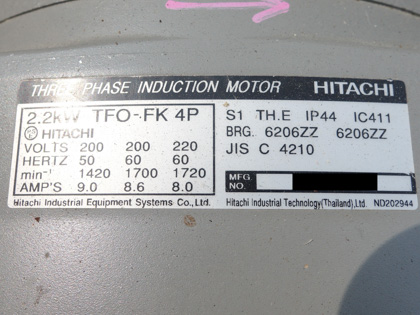 THREE PHASE INDUCTION MOTOR HITACHI
2.2kW TFO-FK 4P
HITACHI
VOLTS 200 200 220
HERTZ 50 60 60
min⁻¹ 1420 1700 1720
AMP'S 9.0 8.6 8.0
Hitachi Industrial Equipment Systems Co.,Ltd.
S1 TH.E IP44 IC411
BRG. 6206ZZ 6206ZZ
JIS C 4210
MFG.
NO.
Hitachi Industrial Technology(Thailand),Ltd. ND202944